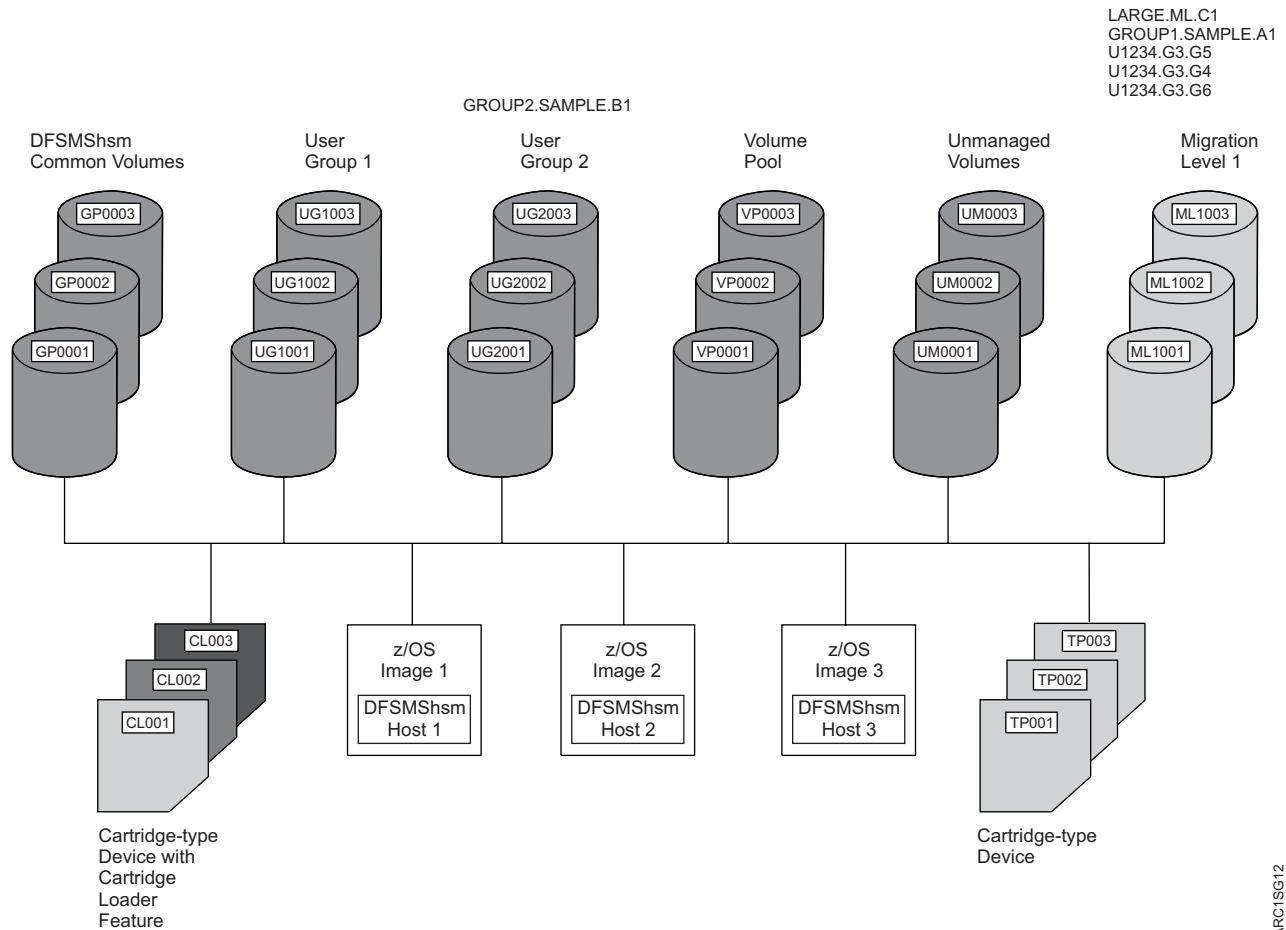 LARGE.ML.C1
GROUP1.SAMPLE.A1
U1234.G3.G5
U1234.G3.G4
U1234.G3.G6
GROUP2.SAMPLE.B1
DFSMShsm
Common Volumes
User
Group 1
User
Group 2
Volume
Pool
Unmanaged
Volumes
Migration
Level 1
GP0003
UG1003
UG2003
VP0003
UM0003
ML1003
GP0002
UG1002
UG2002
VP0002
UM0002
ML1002
GP0001
UG1001
UG2001
VP0001
UM0001
ML1001
CL003
CL002
CL001
z/OS
Image 1
DFSMShsm
Host 1
z/OS
Image 2
DFSMShsm
Host 2
z/OS
Image 3
DFSMShsm
Host 3
TP003
TP002
TP001
Cartridge-type
Device with
Cartridge
Loader
Feature
Cartridge-type
Device
ARC1SG12